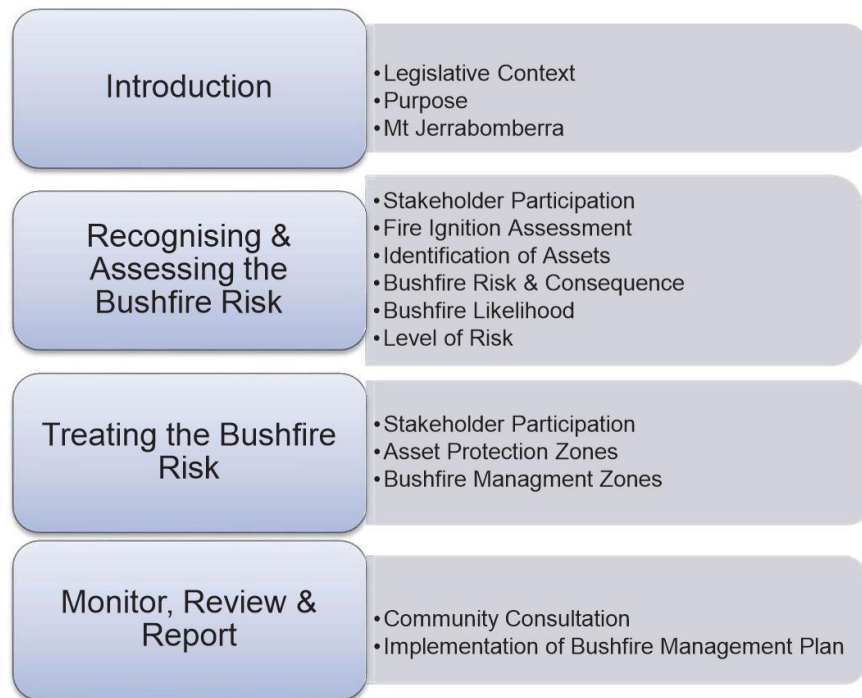 Introduction
•Legislative Context
•Purpose
•Mt Jerrabomberra
Recognising &
Assessing the
Bushfire Risk
•Stakeholder Participation
•Fire Ignition Assessment
•Identification of Assets
•Bushfire Risk & Consequence
•Bushfire Likelihood
•Level of Risk
Treating the Bushfire
Risk
•Stakeholder Participation
•Asset Protection Zones
•Bushfire Managment Zones
Monitor, Review &
Report
•Community Consultation
•Implementation of Bushfire Management Plan